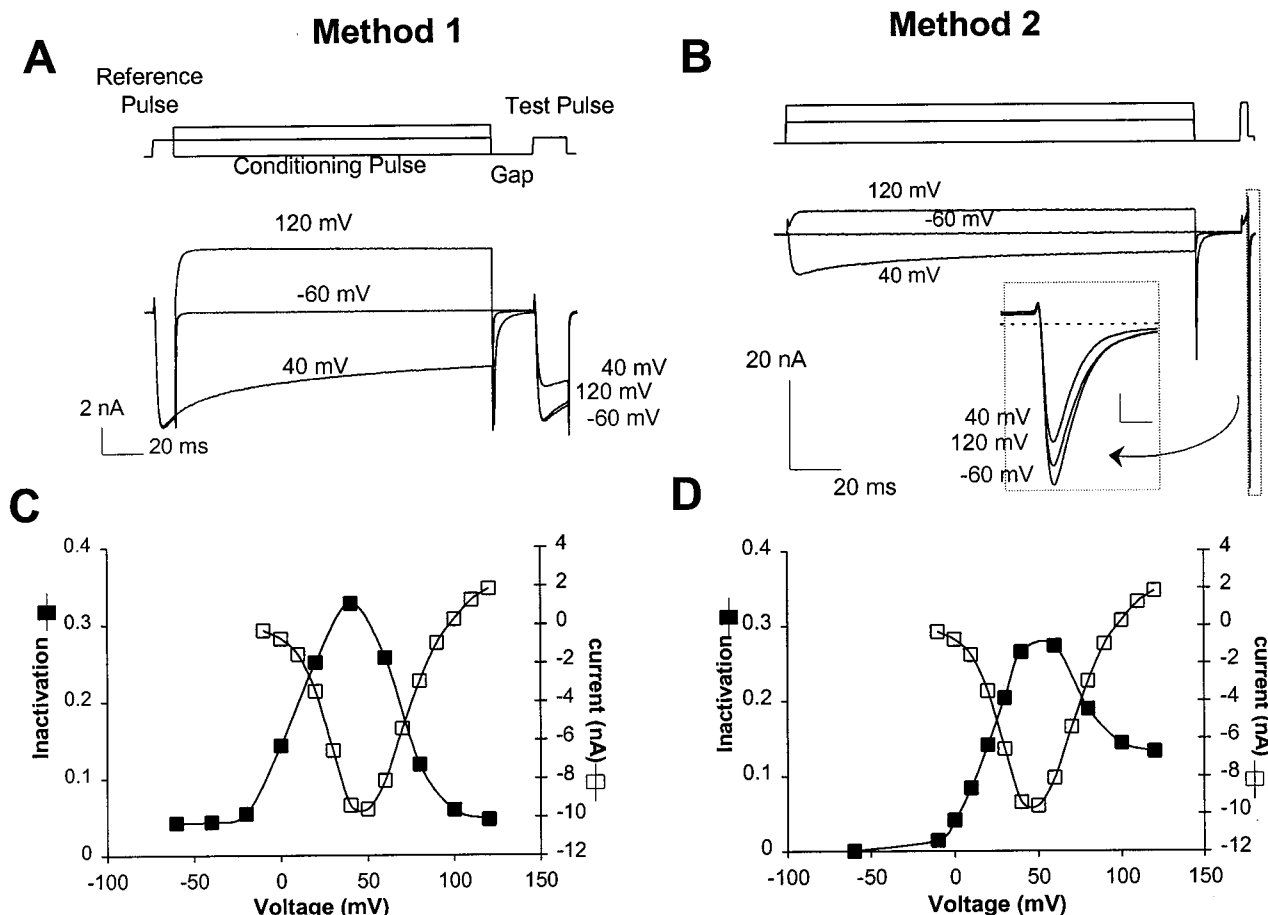 Method 1
Method 2
A
Reference
Pulse
Test Pulse
Conditioning Pulse
Gap
120 mV
-60 mV
40 mV
40 mV
120 mV
-60 mV
2 nA
20 ms
B
120 mV
-60 mV
40 mV
20 nA
20 ms
40 mV
120 mV
-60 mV
C
0.4
0.3
0.2
0.1
0
Inactivation
4
2
0
-2
-4
-6
-8
-10
-12
current (nA)
-100
-50
0
50
100
150
Voltage (mV)
D
0.4
0.3
0.2
0.1
0
Inactivation
4
2
0
-2
-4
-6
-8
-10
-12
current (nA)
-100
-50
0
50
100
150
Voltage (mV)